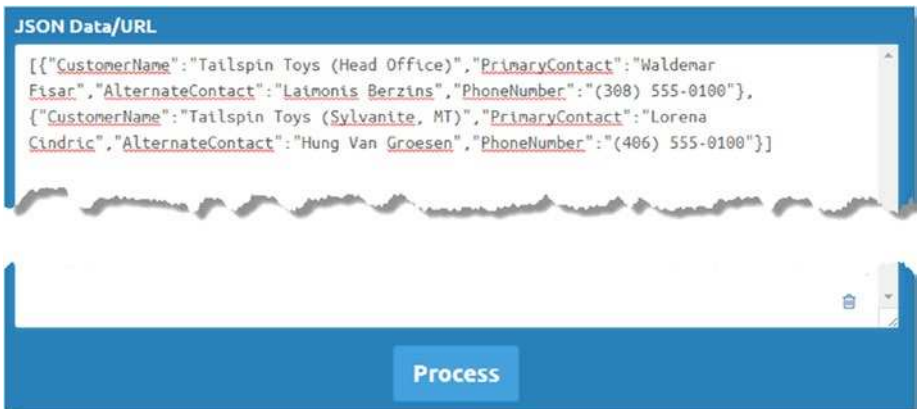 JSON Data/URL
[{"CustomerName":"Tailspin Toys (Head Office)","PrimaryContact":"Waldemar
Fisar","AlternateContact":"Laimonis Berzins","PhoneNumber":"(308) 555-0100"},
{"CustomerName":"Tailspin Toys (Sylvanite, MT)","PrimaryContact":"Lorena
Cindric","AlternateContact":"Hung Van Groesen","PhoneNumber":"(406) 555-0100"}]
Process